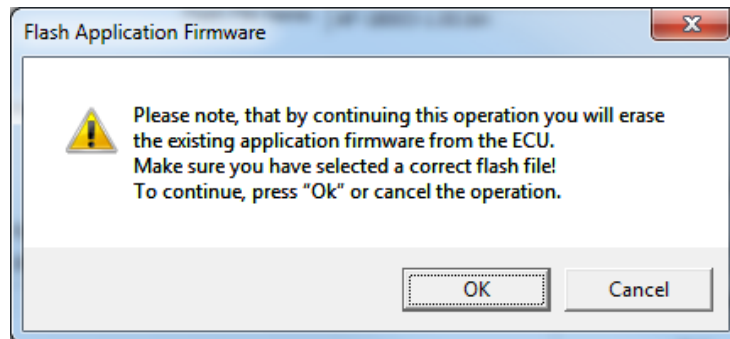 Flash Application Firmware
Please note, that by continuing this operation you will erase
the existing application firmware from the ECU.
Make sure you have selected a correct flash file!
To continue, press "Ok" or cancel the operation.
OK
Cancel